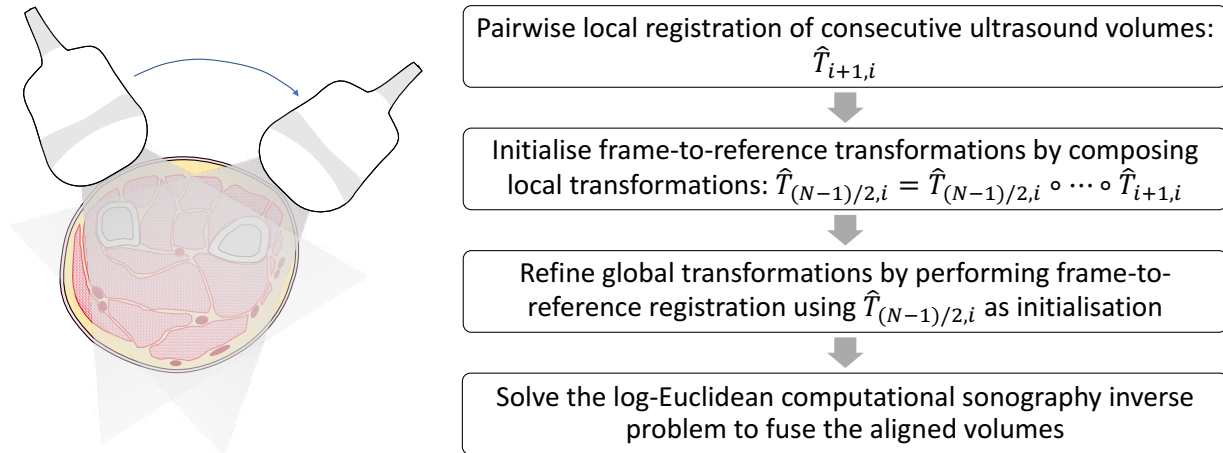 Pairwise local registration of consecutive ultrasound volumes:
T̂ᵢ₊₁,ᵢ
Initialise frame-to-reference transformations by composing
local transformations: T̂₍N₋₁₎/₂,ᵢ = T̂₍N₋₁₎/₂,ᵢ ∘ ⋯ ∘ T̂ᵢ₊₁,ᵢ
Refine global transformations by performing frame-to-
reference registration using T̂₍N₋₁₎/₂,ᵢ as initialisation
Solve the log-Euclidean computational sonography inverse
problem to fuse the aligned volumes